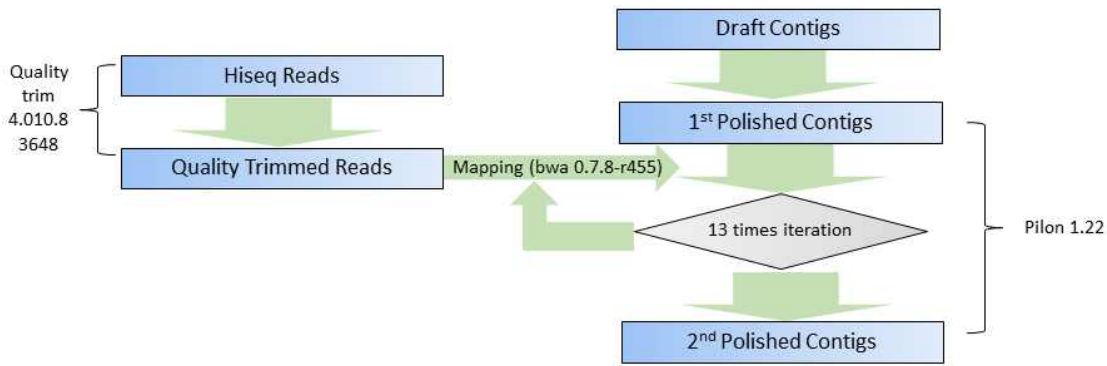 Draft Contigs
Quality
trim
4.010.8
3648
Hiseq Reads
1st Polished Contigs
Quality Trimmed Reads
Mapping (bwa 0.7.8-r455)
13 times iteration
Pilon 1.22
2nd Polished Contigs